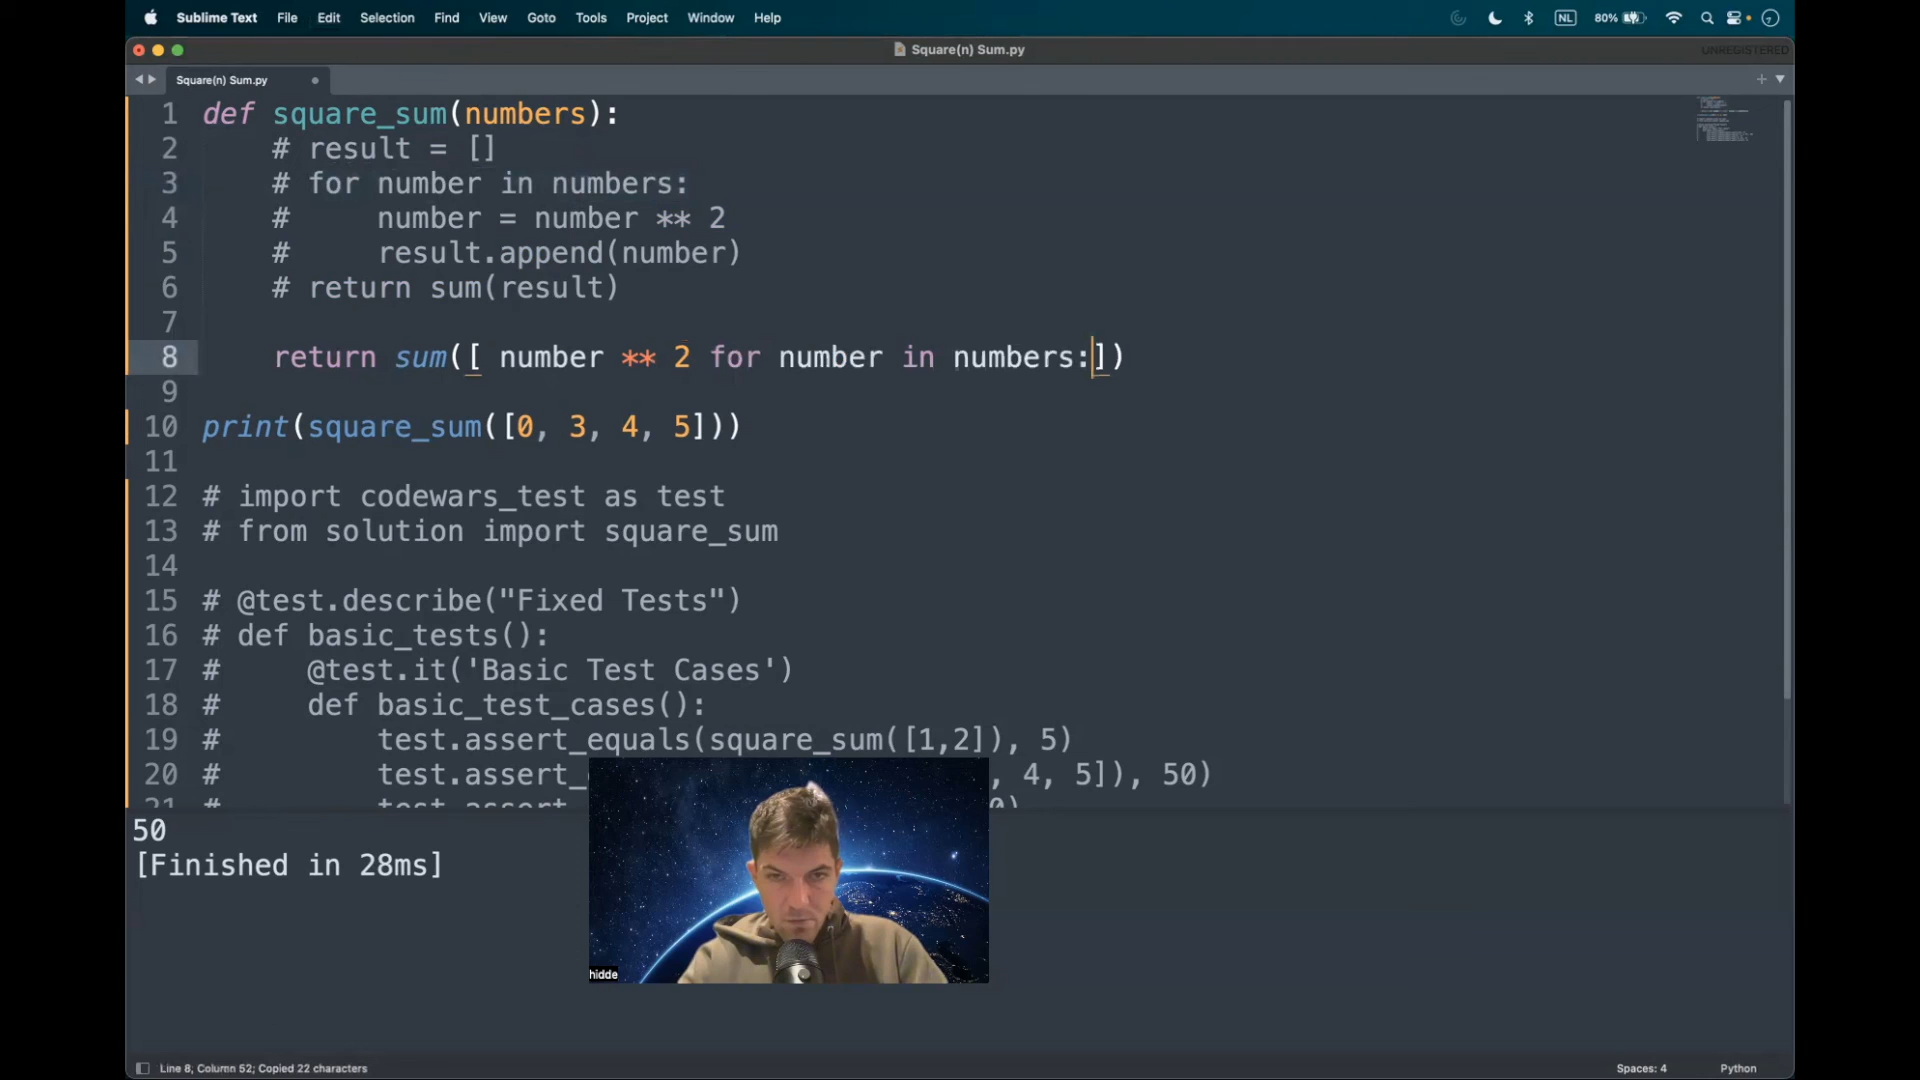 Sublime Text File Edit Selection Find View Goto Tools Project Window Help NL 80%
Square(n) Sum.py UNREGISTERED
Square(n) Sum.py
1 def square_sum(numbers):
2 # result = []
3 # for number in numbers:
4 # number = number ** 2
5 # result.append(number)
6 # return sum(result)
7
8 return sum([ number ** 2 for number in numbers:])
9
10 print(square_sum([0, 3, 4, 5]))
11
12 # import codewars_test as test
13 # from solution import square_sum
14
15 # @test.describe("Fixed Tests")
16 # def basic_tests():
17 # @test.it('Basic Test Cases')
18 # def basic_test_cases():
19 # test.assert_equals(square_sum([1,2]), 5)
20 # test.assert_ , 4, 5]), 50)
21 # test.assert 0)
50
[Finished in 28ms]
hidde
Line 8, Column 52; Copied 22 characters Spaces: 4 Python